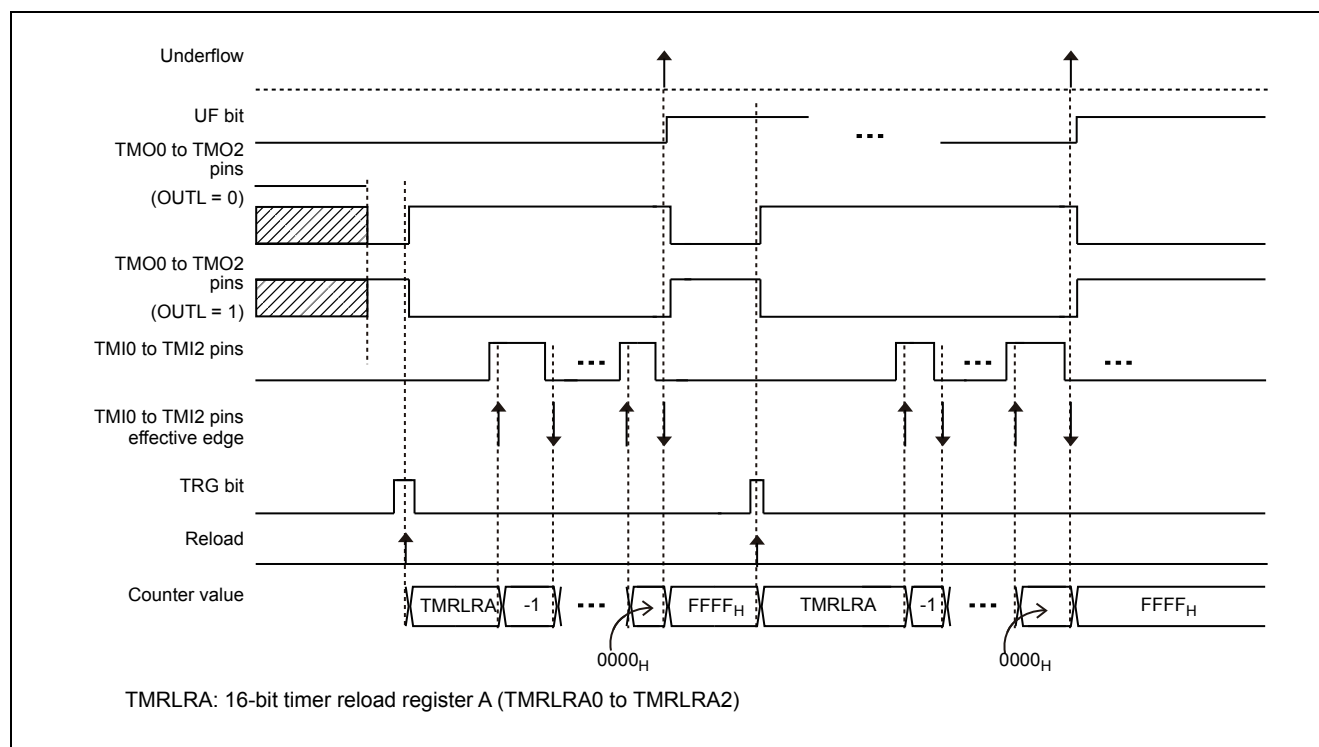 Underflow
UF bit
TMO0 to TMO2
pins
(OUTL = 0)
TMO0 to TMO2
pins
(OUTL = 1)
TMI0 to TMI2 pins
TMI0 to TMI2 pins
effective edge
TRG bit
Reload
Counter value
TMRLRA -1 FFFFH TMRLRA -1 FFFFH
0000H 0000H
TMRLRA: 16-bit timer reload register A (TMRLRA0 to TMRLRA2)